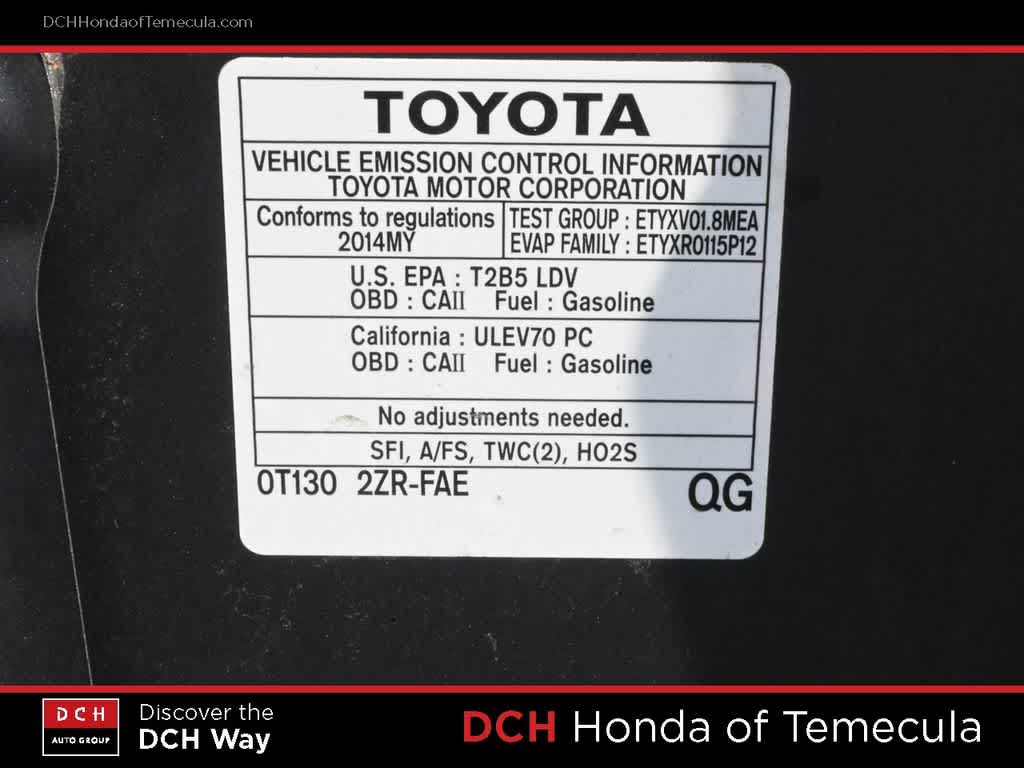 DCHHondaofTemecula.com
TOYOTA
VEHICLE EMISSION CONTROL INFORMATION
TOYOTA MOTOR CORPORATION
Conforms to regulations
2014MY
TEST GROUP : ETYXV01.8MEA
EVAP FAMILY : ETYXR0115P12
U.S. EPA : T2B5 LDV
OBD : CAII Fuel : Gasoline
California : ULEV70 PC
OBD : CAII Fuel : Gasoline
No adjustments needed.
SFI, A/FS, TWC(2), HO2S
0T130 2ZR-FAE
QG
DCH
AUTO GROUP
Discover the
DCH Way
DCH Honda of Temecula